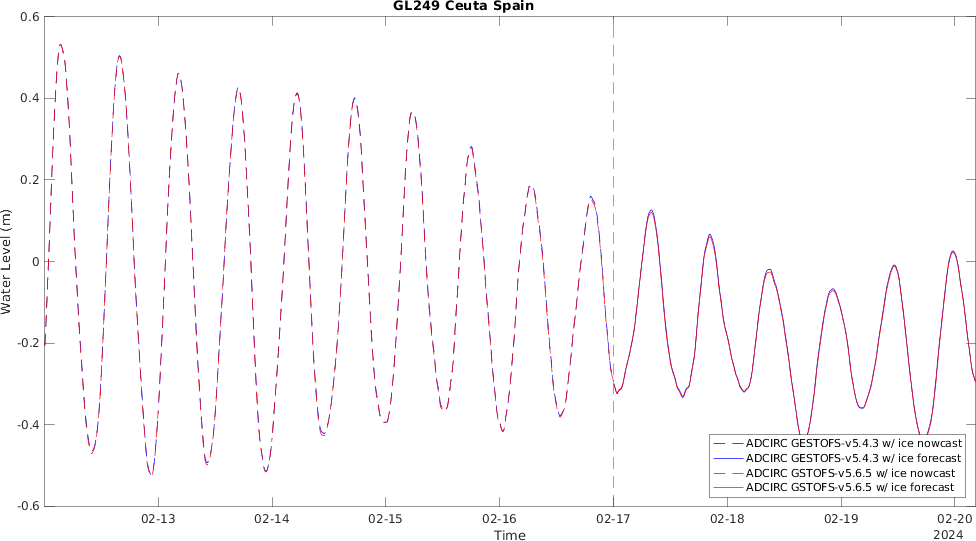 GL249 Ceuta Spain
0.6
0.4
0.2
0
-0.2
-0.4
-0.6
Water Level (m)
02-13
02-14
02-15
02-16
02-17
02-18
02-19
02-20
2024
Time
ADCIRC GESTOFS-v5.4.3 w/ ice nowcast
ADCIRC GESTOFS-v5.4.3 w/ ice forecast
ADCIRC GSTOFS-v5.6.5 w/ ice nowcast
ADCIRC GSTOFS-v5.6.5 w/ ice forecast